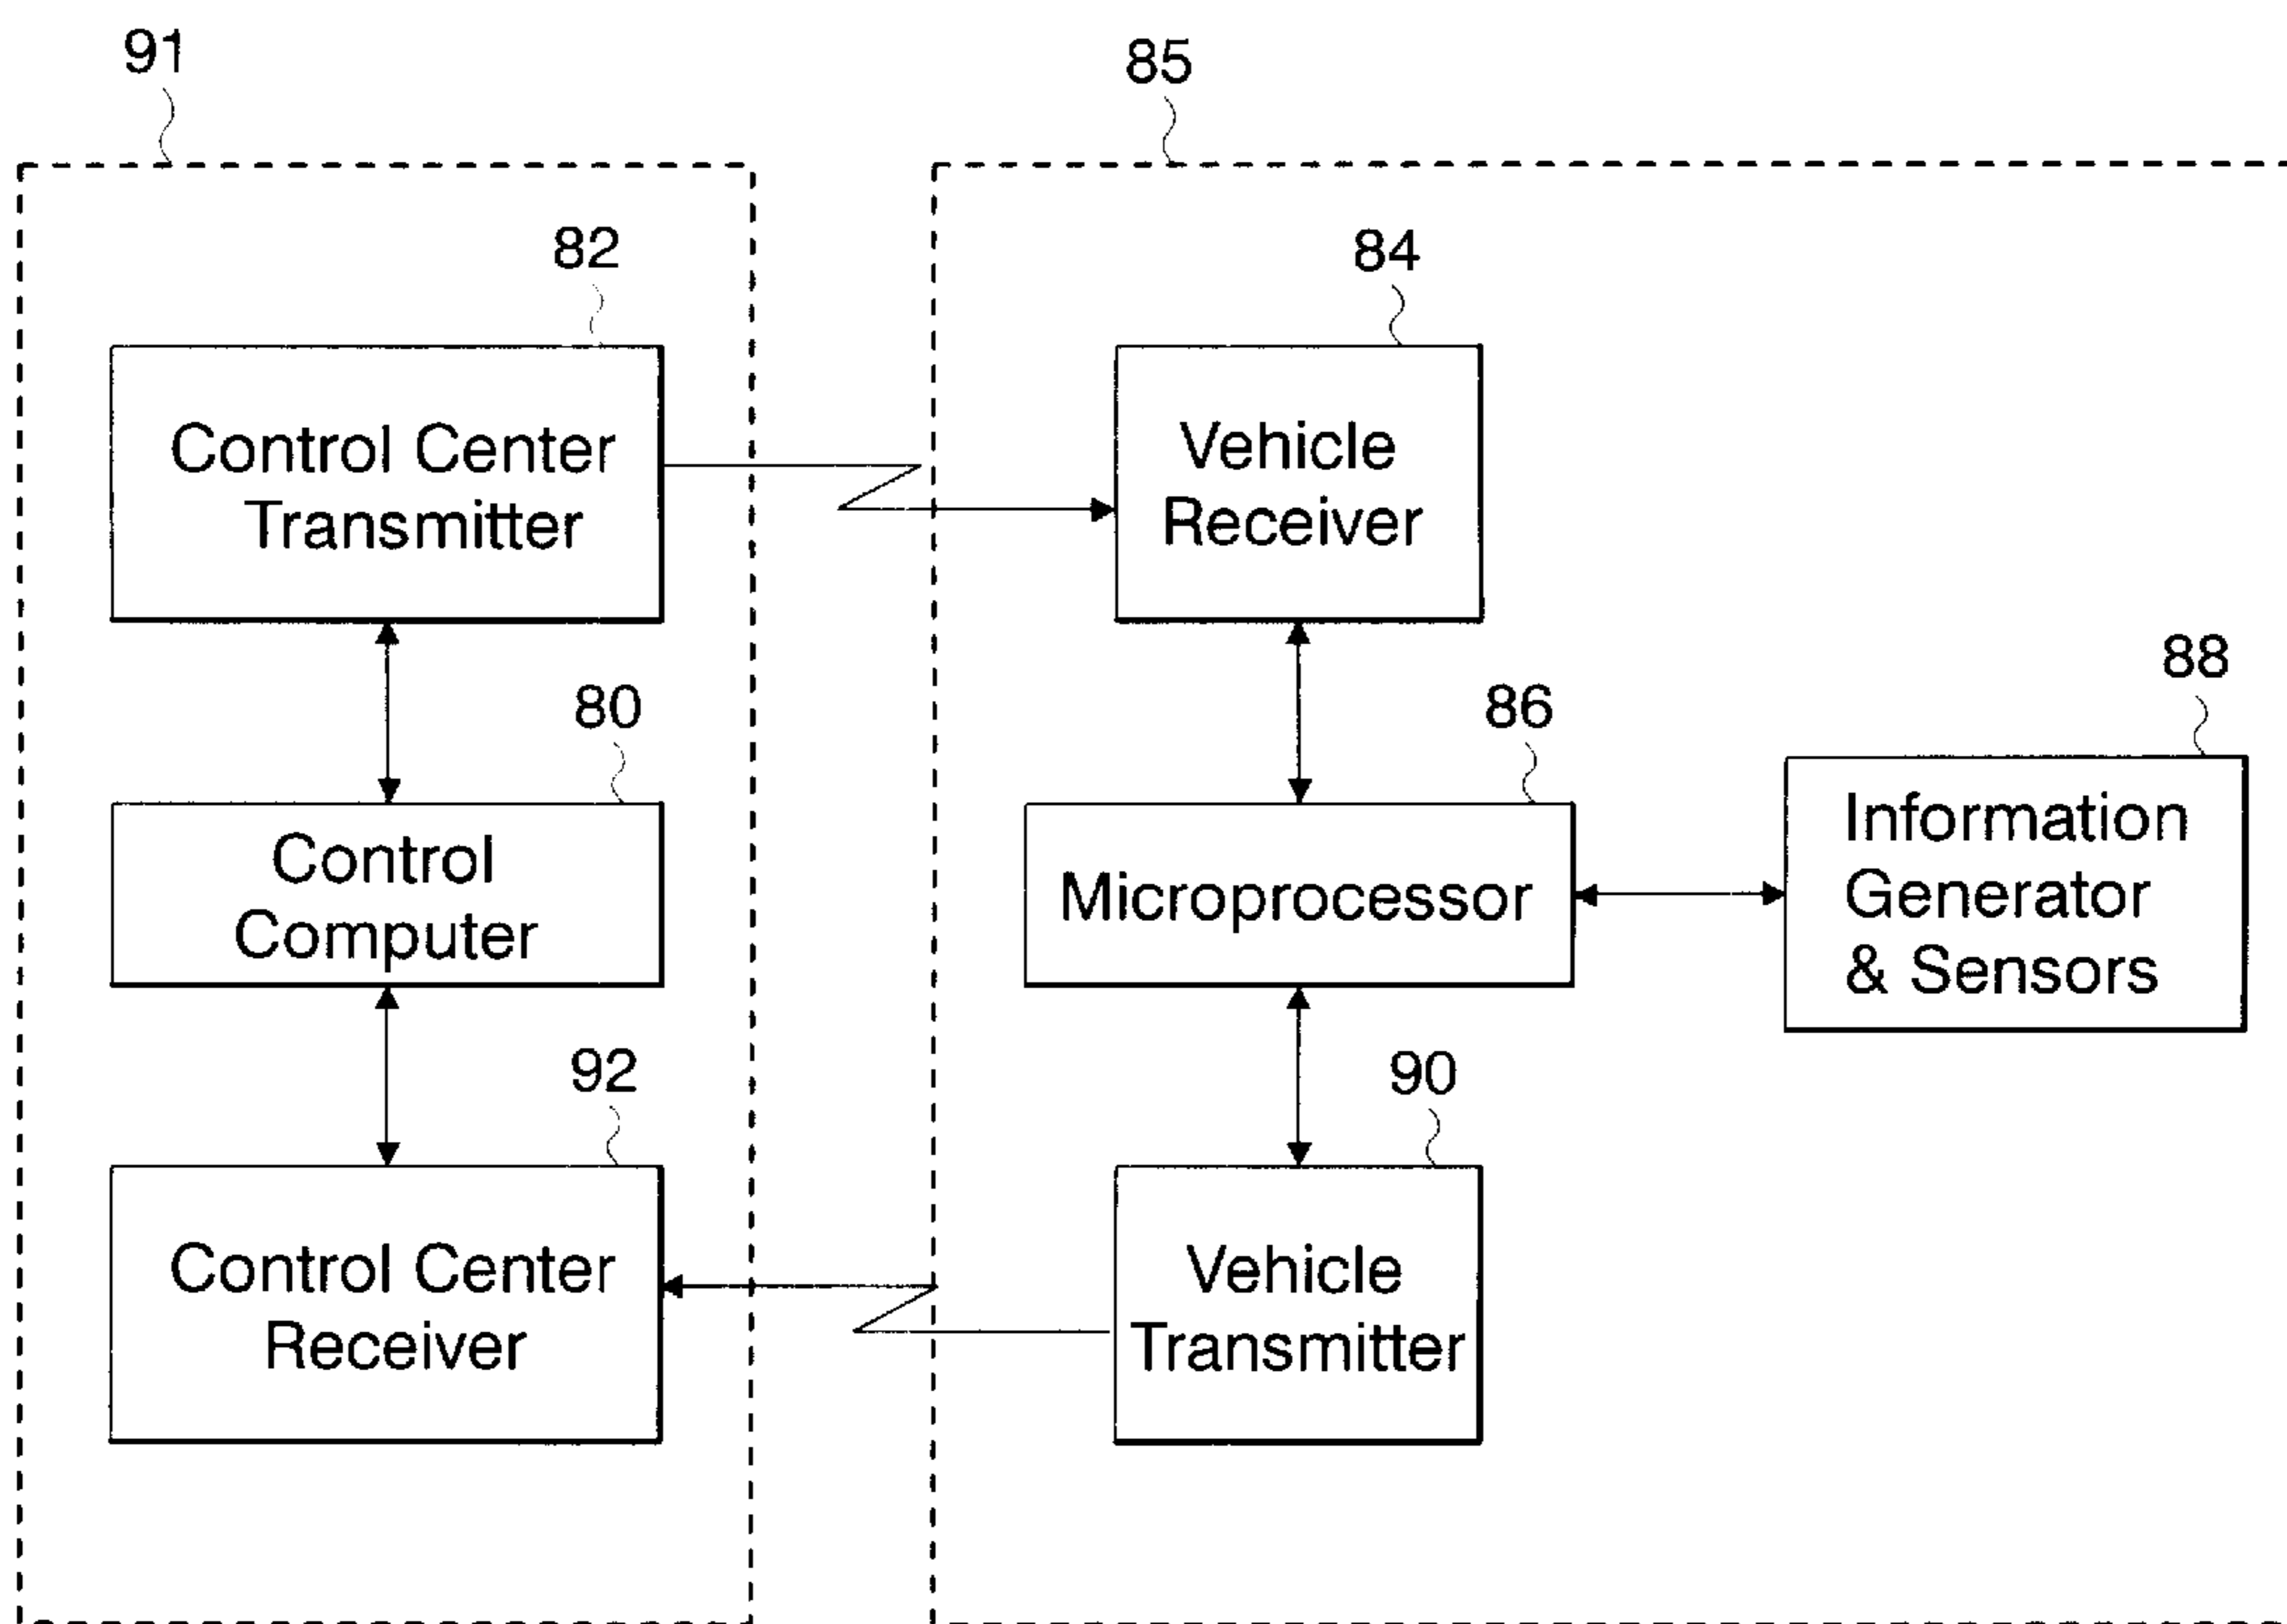 91
85
82
Control Center
Transmitter
84
Vehicle
Receiver
80
Control
Computer
86
Microprocessor
88
Information
Generator
& Sensors
92
Control Center
Receiver
90
Vehicle
Transmitter